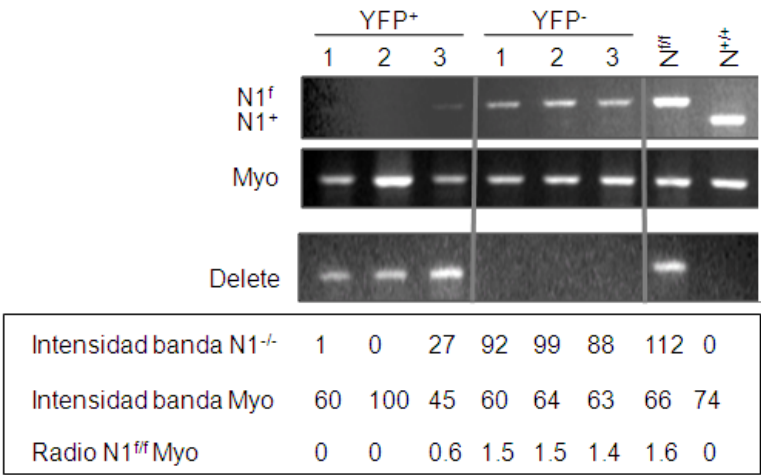 YFP+ YFP-
1 2 3 1 2 3 Nf/f N+/+
N1f
N1+
Myo
Delete
Intensidad banda N1-/- 1 0 27 92 99 88 112 0
Intensidad banda Myo 60 100 45 60 64 63 66 74
Radio N1f/f Myo 0 0 0.6 1.5 1.5 1.4 1.6 0